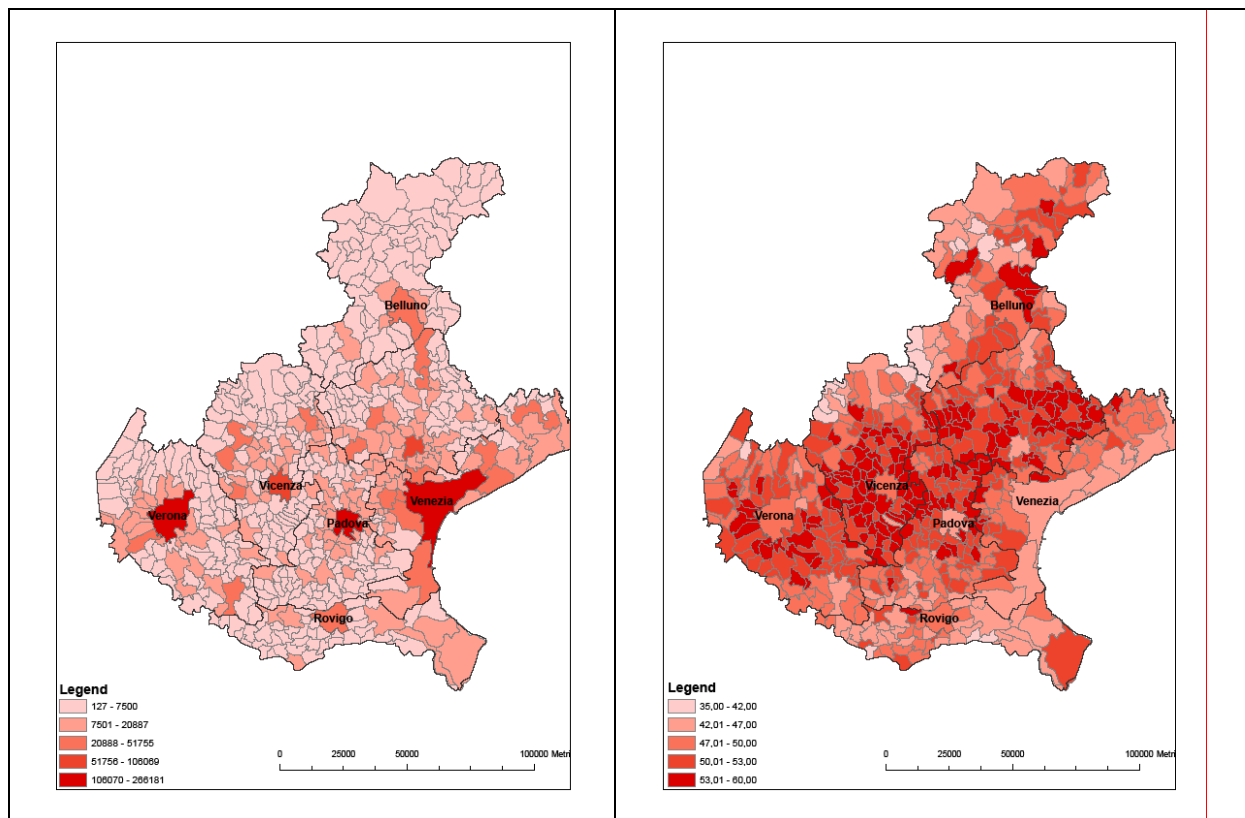 Belluno
Vicenza
Venezia
Verona
Padova
Rovigo
Legend
127 - 7500
7501 - 20887
20888 - 51755
51756 - 106069
106070 - 266181
0 25000 50000 100000 Metri
Belluno
Vicenza
Venezia
Verona
Padova
Rovigo
Legend
35,00 - 42,00
42,01 - 47,00
47,01 - 50,00
50,01 - 53,00
53,01 - 60,00
0 25000 50000 100000 Metri